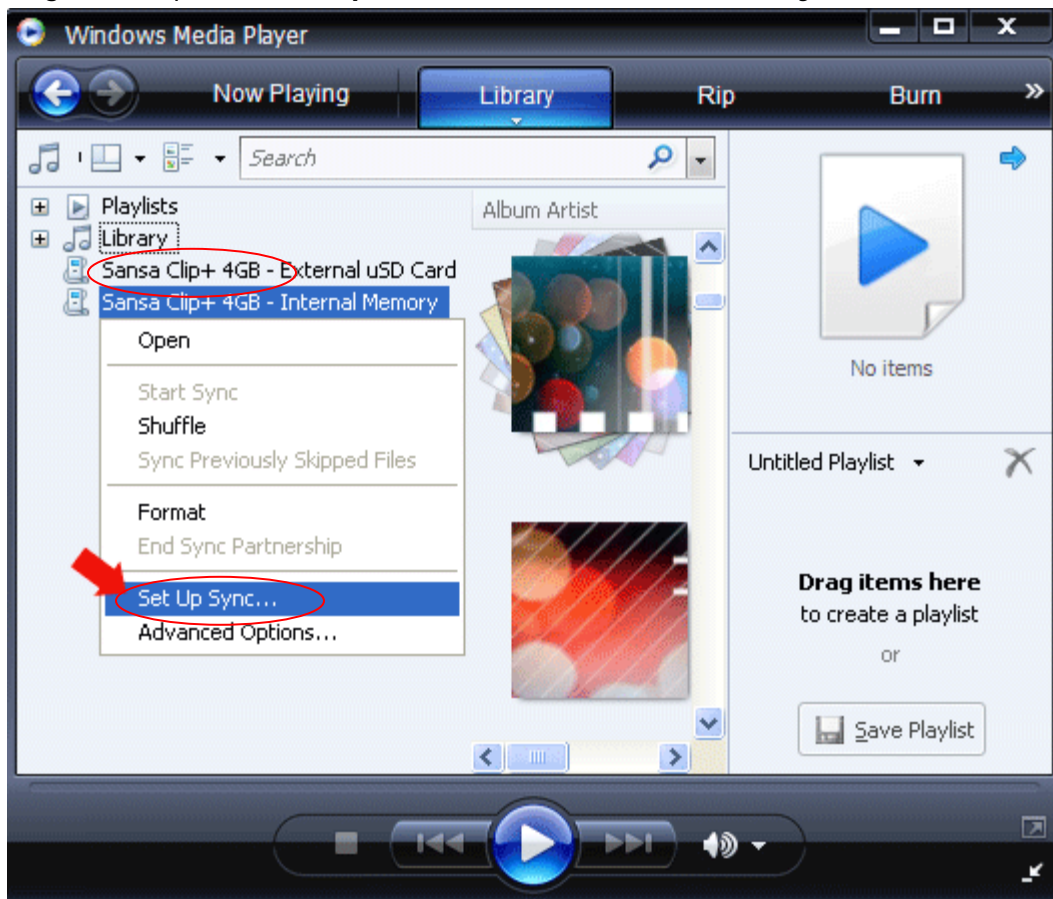 Windows Media Player
Now Playing Library Rip Burn »
Search
Playlists
Library
Sansa Clip+ 4GB - External uSD Card
Sansa Clip+ 4GB - Internal Memory
Open
Start Sync
Shuffle
Sync Previously Skipped Files
Format
End Sync Partnership
Set Up Sync...
Advanced Options...
Album Artist
No items
Untitled Playlist
Drag items here
to create a playlist
or
Save Playlist